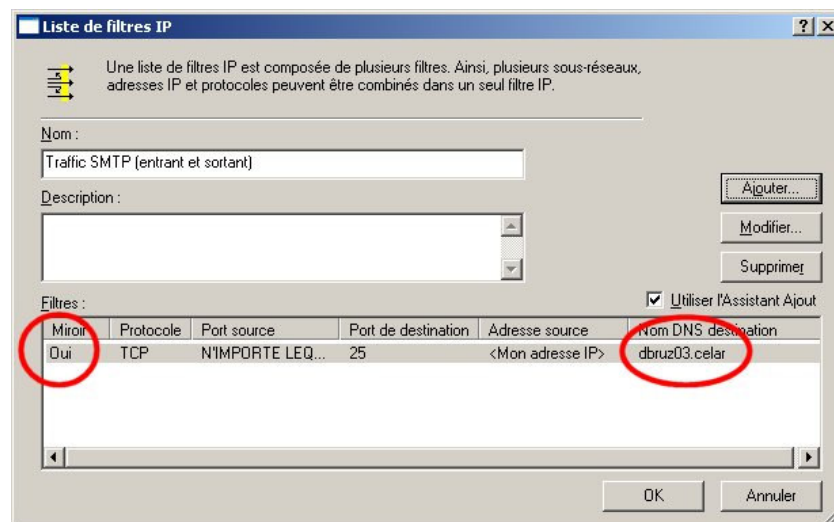 Liste de filtres IP
Une liste de filtres IP est composée de plusieurs filtres. Ainsi, plusieurs sous-réseaux,
adresses IP et protocoles peuvent être combinés dans un seul filtre IP.
Nom :
Traffic SMTP (entrant et sortant)
Ajouter...
Description :
Modifier...
Supprimer
Filtres :
Utiliser l'Assistant Ajout
Miroir Protocole Port source Port de destination Adresse source Nom DNS destination
Oui TCP N'IMPORTE LEQ... 25 <Mon adresse IP> dbruz03.celar
OK Annuler